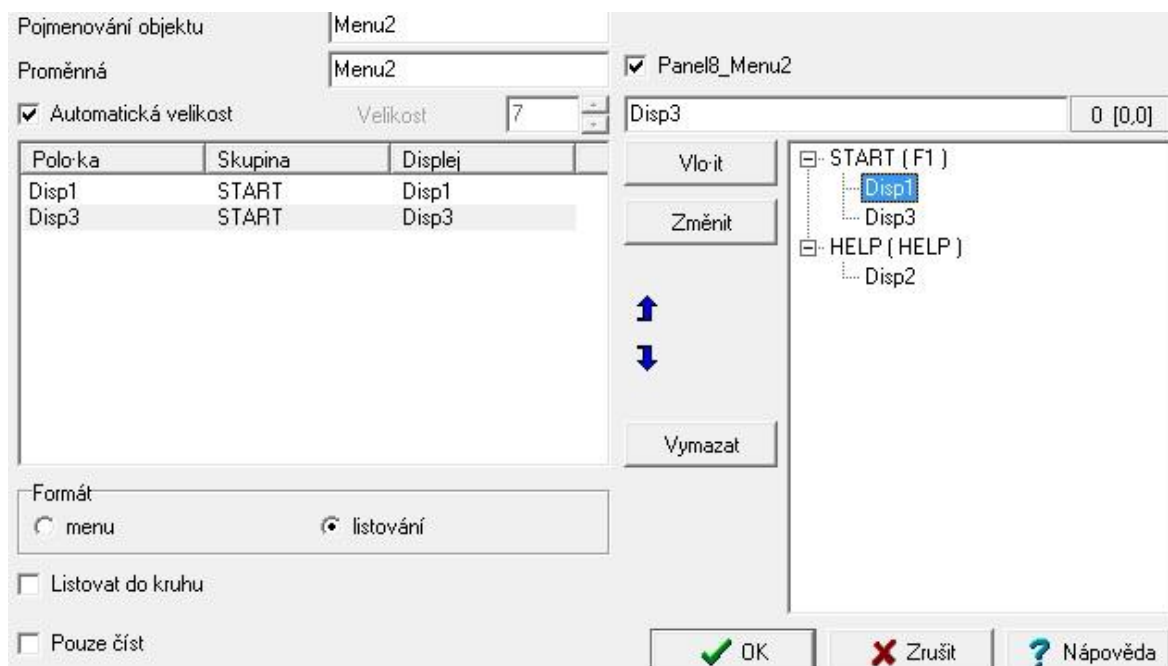 Pojmenování objektu
Menu2
Proměnná
Menu2
Panel8_Menu2
Automatická velikost
Velikost
7
Disp3
0 [0,0]
Polo·ka Skupina Displej
Disp1 START Disp1
Disp3 START Disp3
Vlo·it
Změnit
Vymazat
START ( F1 )
Disp1
Disp3
HELP ( HELP )
Disp2
Formát
menu
listování
Listovat do kruhu
Pouze číst
OK
Zrušit
Nápověda